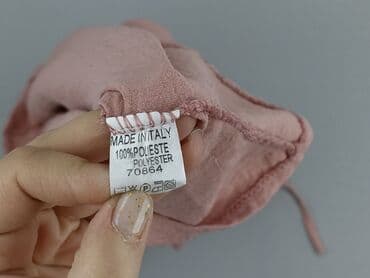 MADE IN ITALY
100%POLIESTE
POLYESTER
70864